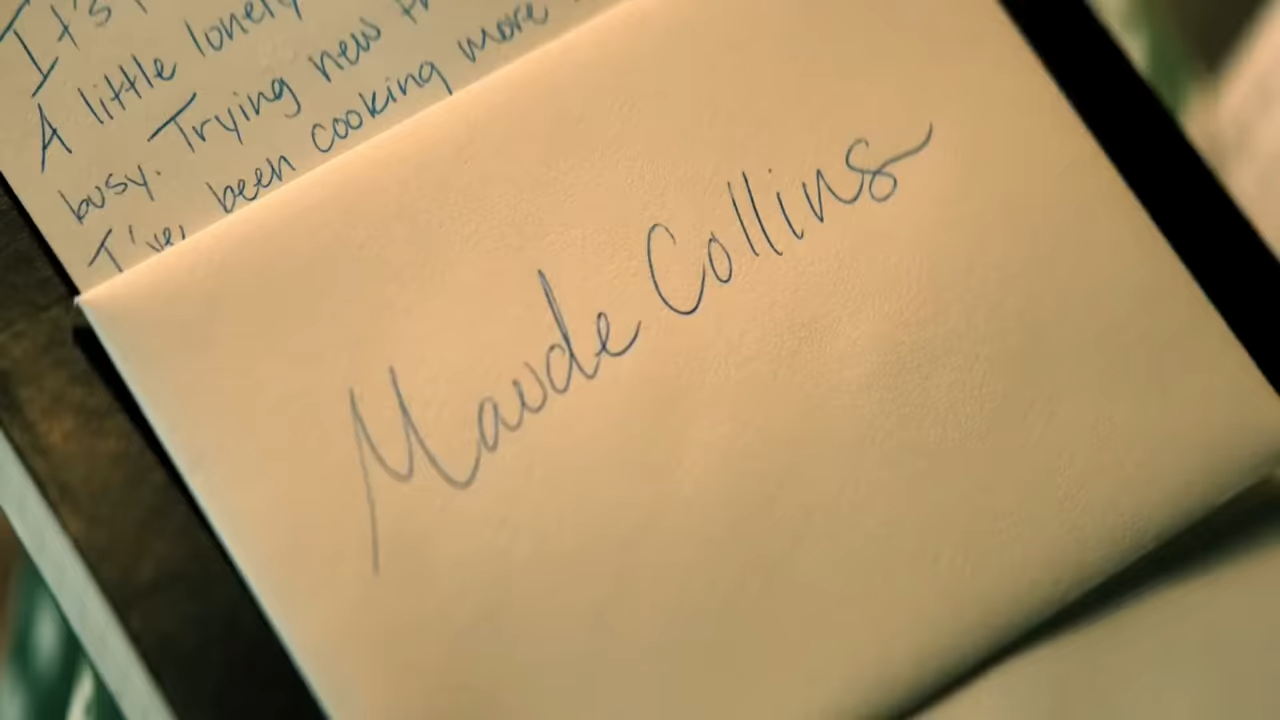 It's
A little lonely
busy. Trying new
I've been cooking more
Maude Collins